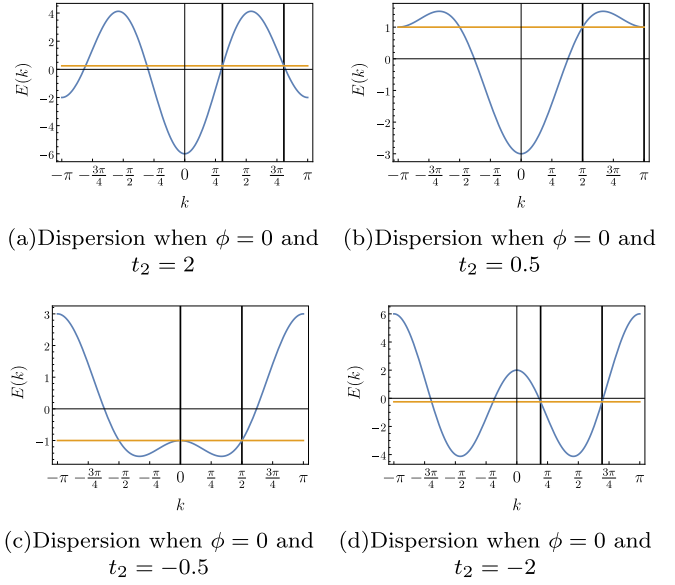 4
2
0
−2
−6
E(k)
−π −3π/4 −π/2 −π/4 0 π/4 π/2 3π/4 π
k
1
0
−1
−2
−3
E(k)
−π −3π/4 −π/2 −π/4 0 π/4 π/2 3π/4 π
k
(a)Dispersion when ϕ = 0 and
t₂ = 2
(b)Dispersion when ϕ = 0 and
t₂ = 0.5
3
2
1
0
−1
E(k)
−π −3π/4 −π/2 −π/4 0 π/4 π/2 3π/4 π
k
6
4
2
0
−2
−4
E(k)
−π −3π/4 −π/2 −π/4 0 π/4 π/2 3π/4 π
k
(c)Dispersion when ϕ = 0 and
t₂ = −0.5
(d)Dispersion when ϕ = 0 and
t₂ = −2